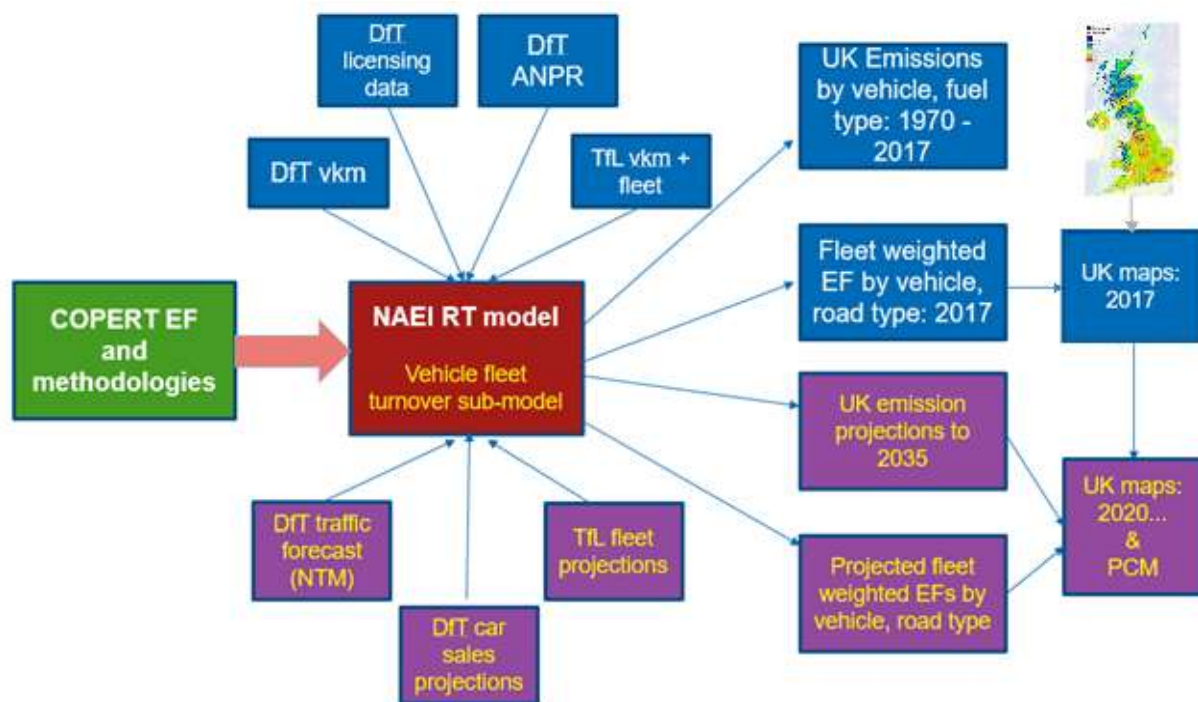 DfT
licensing
data
DfT
ANPR
DfT vkm
TfL vkm +
fleet
UK Emissions
by vehicle, fuel
type: 1970 -
2017
COPERT EF
and
methodologies
NAEI RT model
Vehicle fleet
turnover sub-model
Fleet weighted
EF by vehicle,
road type: 2017
UK maps:
2017
UK emission
projections to
2035
UK maps:
2020...
&
PCM
DfT traffic
forecast
(NTM)
DfT car
sales
projections
TfL fleet
projections
Projected fleet
weighted EFs by
vehicle, road type